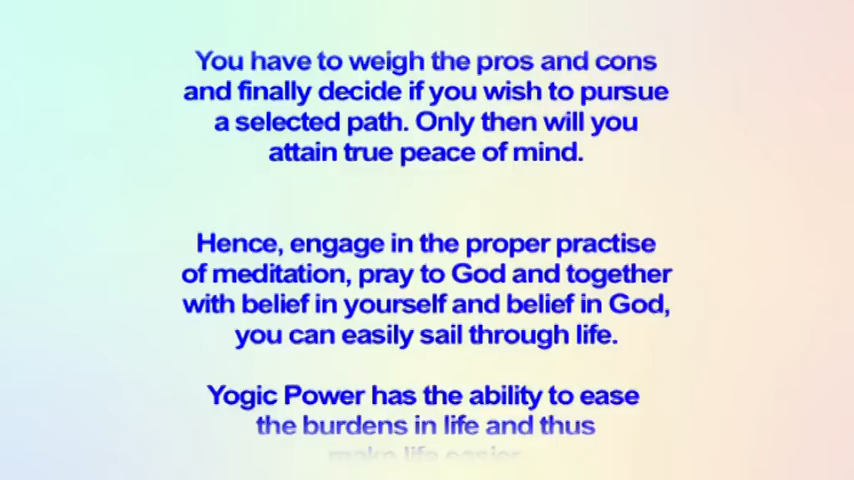 You have to weigh the pros and cons
and finally decide if you wish to pursue
a selected path. Only then will you
attain true peace of mind.
Hence, engage in the proper practise
of meditation, pray to God and together
with belief in yourself and belief in God,
you can easily sail through life.
Yogic Power has the ability to ease
the burdens in life and thus
make life easier